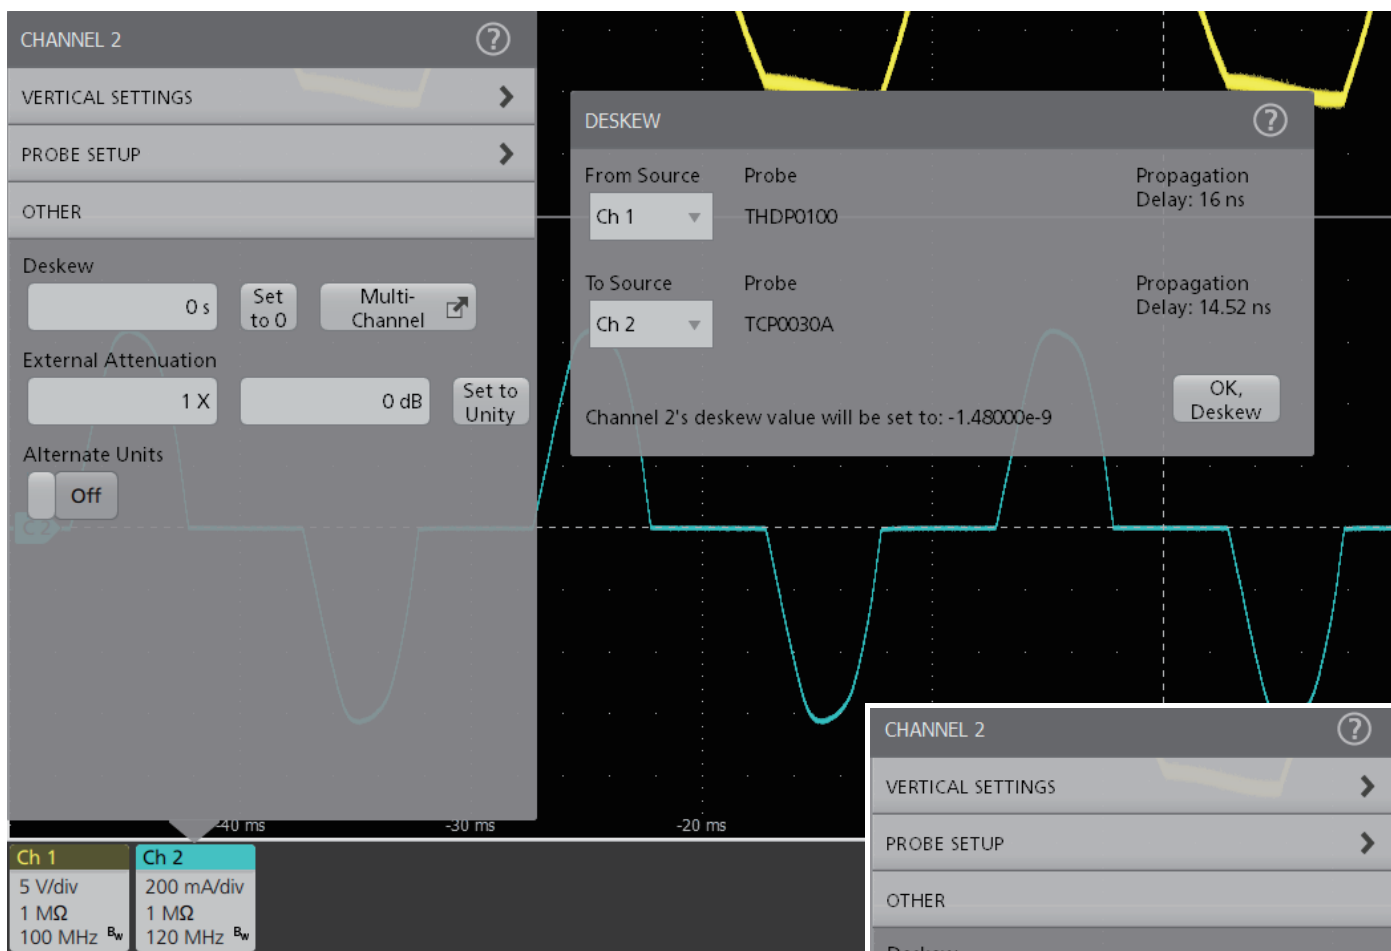 CHANNEL 2
VERTICAL SETTINGS
PROBE SETUP
OTHER
Deskew
0 s
Set
to 0
Multi-
Channel
External Attenuation
1 X
0 dB
Set to
Unity
Alternate Units
Off
C 2
DESKEW
From Source
Probe
Propagation
Delay: 16 ns
Ch 1
THDP0100
To Source
Probe
Propagation
Delay: 14.52 ns
Ch 2
TCP0030A
Channel 2's deskew value will be set to: -1.48000e-9
OK,
Deskew
-40 ms
-30 ms
-20 ms
Ch 1
5 V/div
1 MΩ
100 MHz Bw
Ch 2
200 mA/div
1 MΩ
120 MHz Bw
CHANNEL 2
VERTICAL SETTINGS
PROBE SETUP
OTHER
Deskew